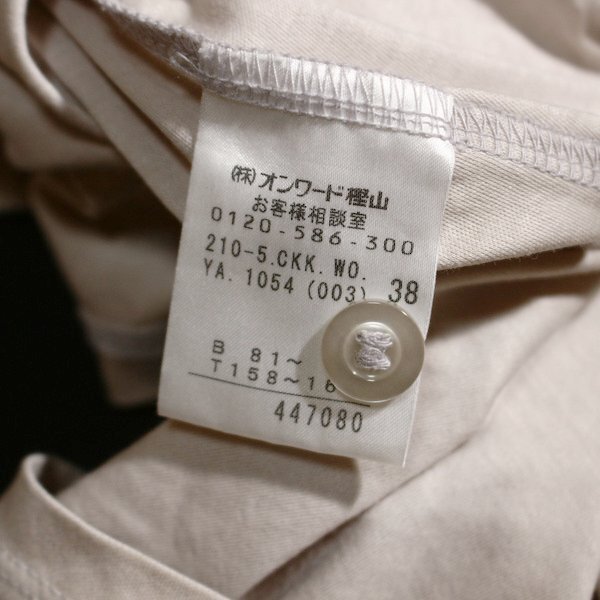 (株)オンワード樫山
お客様相談室
0120-586-300
210-5.CKK.WO.
YA.1054 (003) 38
B 81~
T158~16
447080